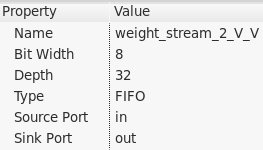 Property Value
Name weight_stream_2_V_V
Bit Width 8
Depth 32
Type FIFO
Source Port in
Sink Port out